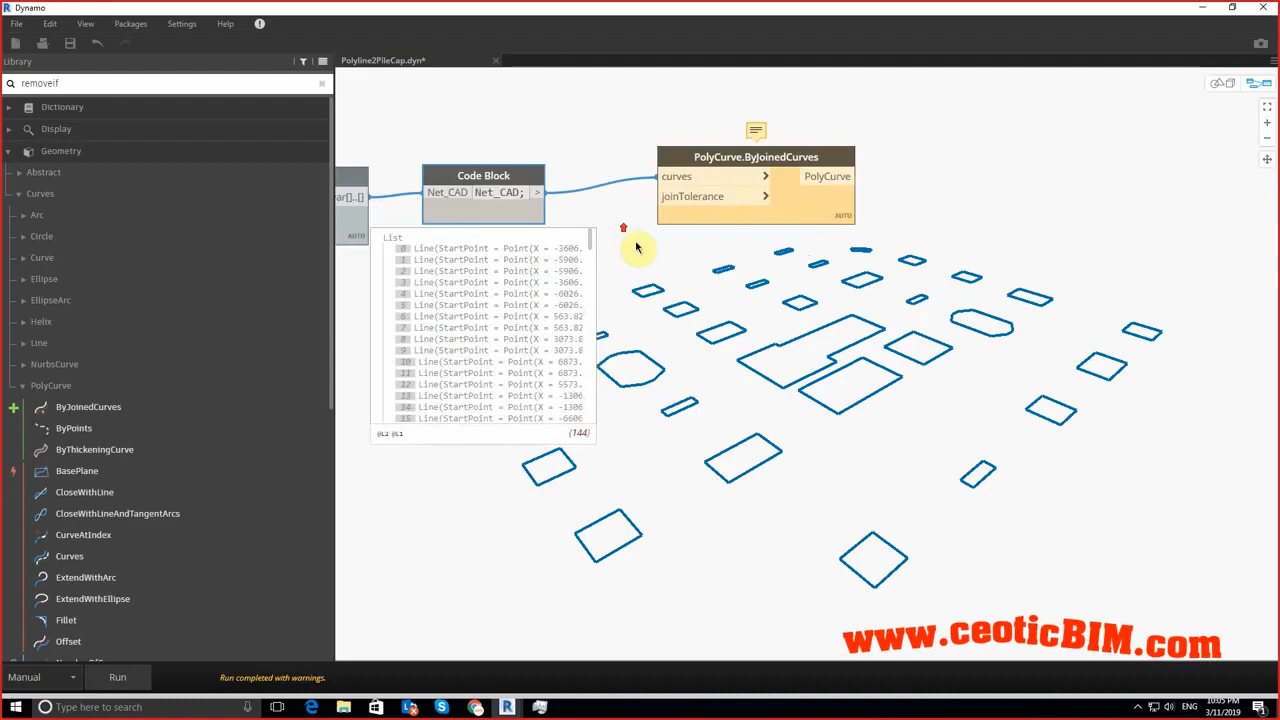 Dynamo
File Edit View Packages Settings Help
Library
Polyline2PileCap.dyn*
removeif
Dictionary
Display
Geometry
Abstract
Curves
Arc
Circle
Curve
Ellipse
EllipseArc
Helix
Line
NurbsCurve
PolyCurve
ByJoinedCurves
ByPoints
ByThickeningCurve
BasePlane
CloseWithLine
CloseWithLineAndTangentArcs
CurveAtIndex
Curves
ExtendWithArc
ExtendWithEllipse
Fillet
Offset
var[]..[]
AUTO
Code Block
Net_CAD Net_CAD; >
List
0 Line(StartPoint = Point(X = -3606.
1 Line(StartPoint = Point(X = -5906.
2 Line(StartPoint = Point(X = -5906.
3 Line(StartPoint = Point(X = -3606.
4 Line(StartPoint = Point(X = -6026.
5 Line(StartPoint = Point(X = -6026.
6 Line(StartPoint = Point(X = 563.82
7 Line(StartPoint = Point(X = 563.82
8 Line(StartPoint = Point(X = 3073.8
9 Line(StartPoint = Point(X = 3073.8
10 Line(StartPoint = Point(X = 6873.
11 Line(StartPoint = Point(X = 6873.
12 Line(StartPoint = Point(X = 5573.
13 Line(StartPoint = Point(X = -1306
14 Line(StartPoint = Point(X = -1306
15 Line(StartPoint = Point(X = -6606
@L2 @L1 {144}
PolyCurve.ByJoinedCurves
curves > PolyCurve
joinTolerance >
AUTO
www.ceoticBIM.com
Manual Run Run completed with warnings.
Type here to search
ENG
10:05 PM
3/11/2019